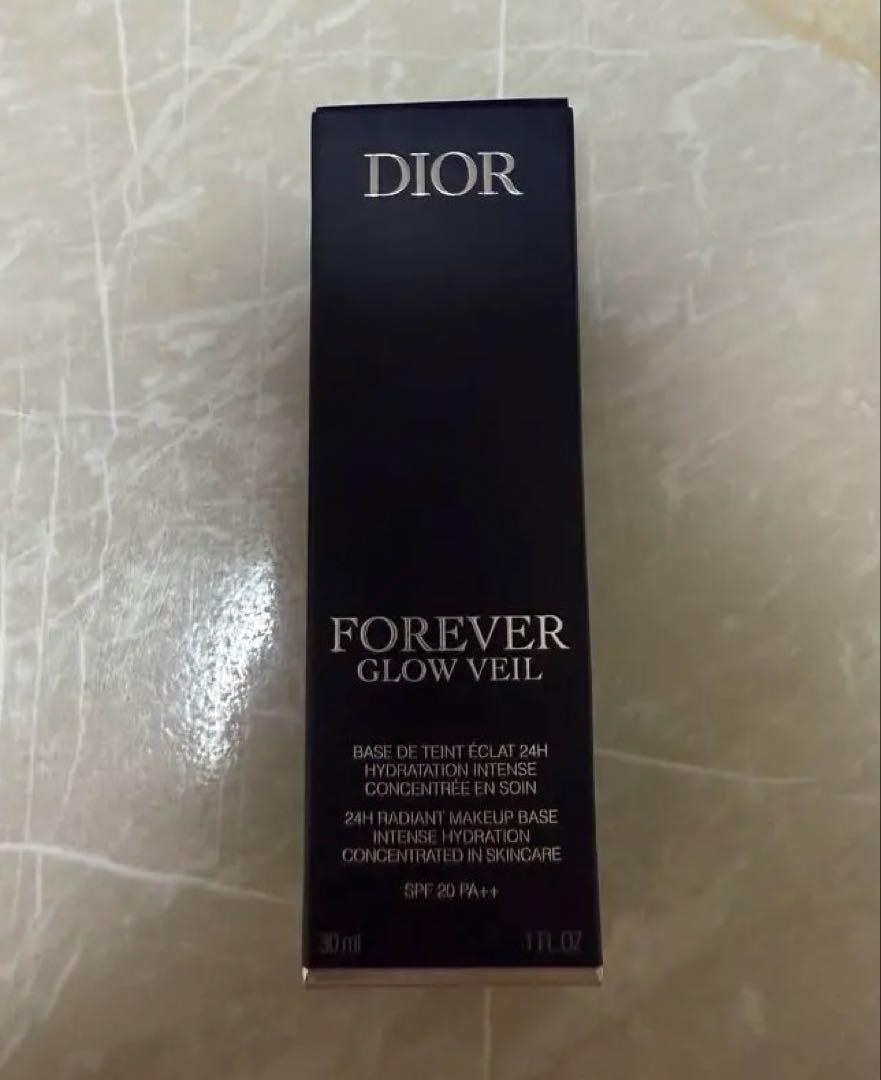 DIOR
FOREVER
GLOW VEIL
BASE DE TEINT ÉCLAT 24H
HYDRATATION INTENSE
CONCENTRÉE EN SOIN
24H RADIANT MAKEUP BASE
INTENSE HYDRATION
CONCENTRATED IN SKINCARE
SPF 20 PA++
30 ml 1 FL.OZ